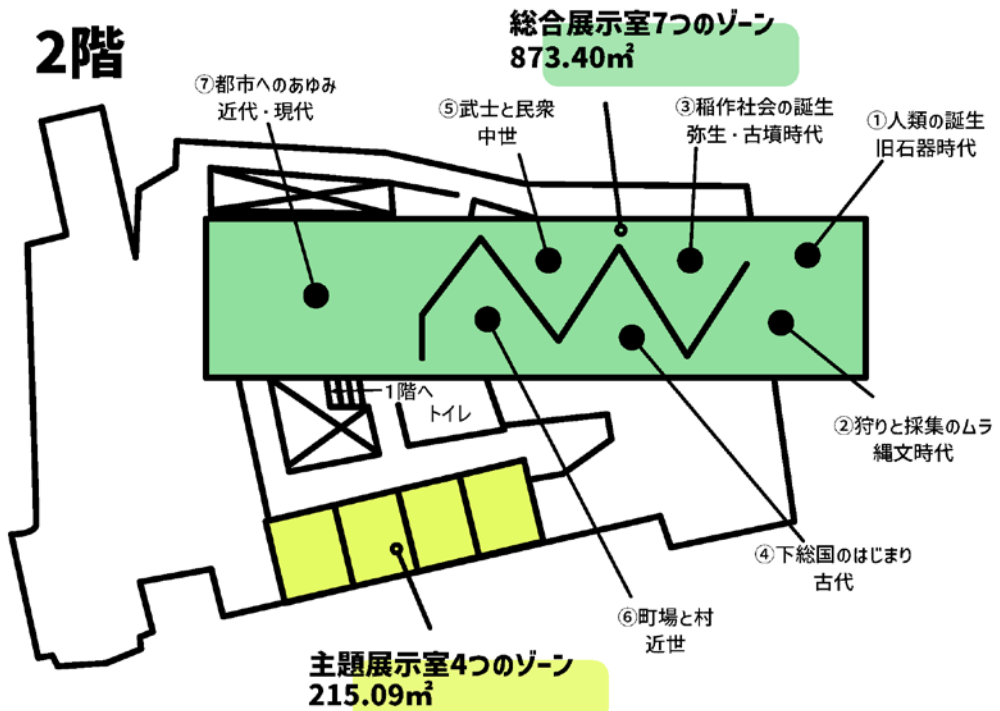 2階
総合展示室7つのゾーン
873.40㎡
⑦都市へのあゆみ
近代・現代
⑤武士と民衆
中世
③稲作社会の誕生
弥生・古墳時代
①人類の誕生
旧石器時代
1階へ
トイレ
②狩りと採集のムラ
縄文時代
④下総国のはじまり
古代
⑥町場と村
近世
主題展示室4つのゾーン
215.09㎡